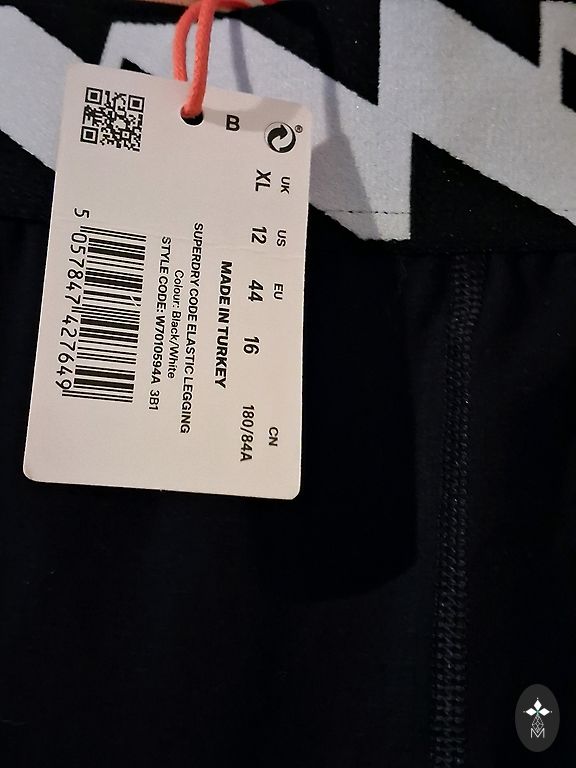 B
®
UK US EU CN
XL 12 44 16 180/84A
MADE IN TURKEY
SUPERDRY CODE ELASTIC LEGGING
Colour: Black/White
STYLE CODE: W7010594A 3B1
5 057847 427649
M